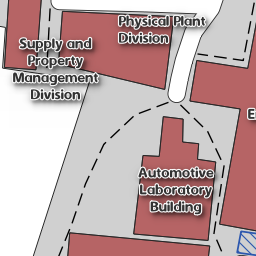 Physical Plant
Division
Supply and
Property
Management
Division
E
Automotive
Laboratory
Building